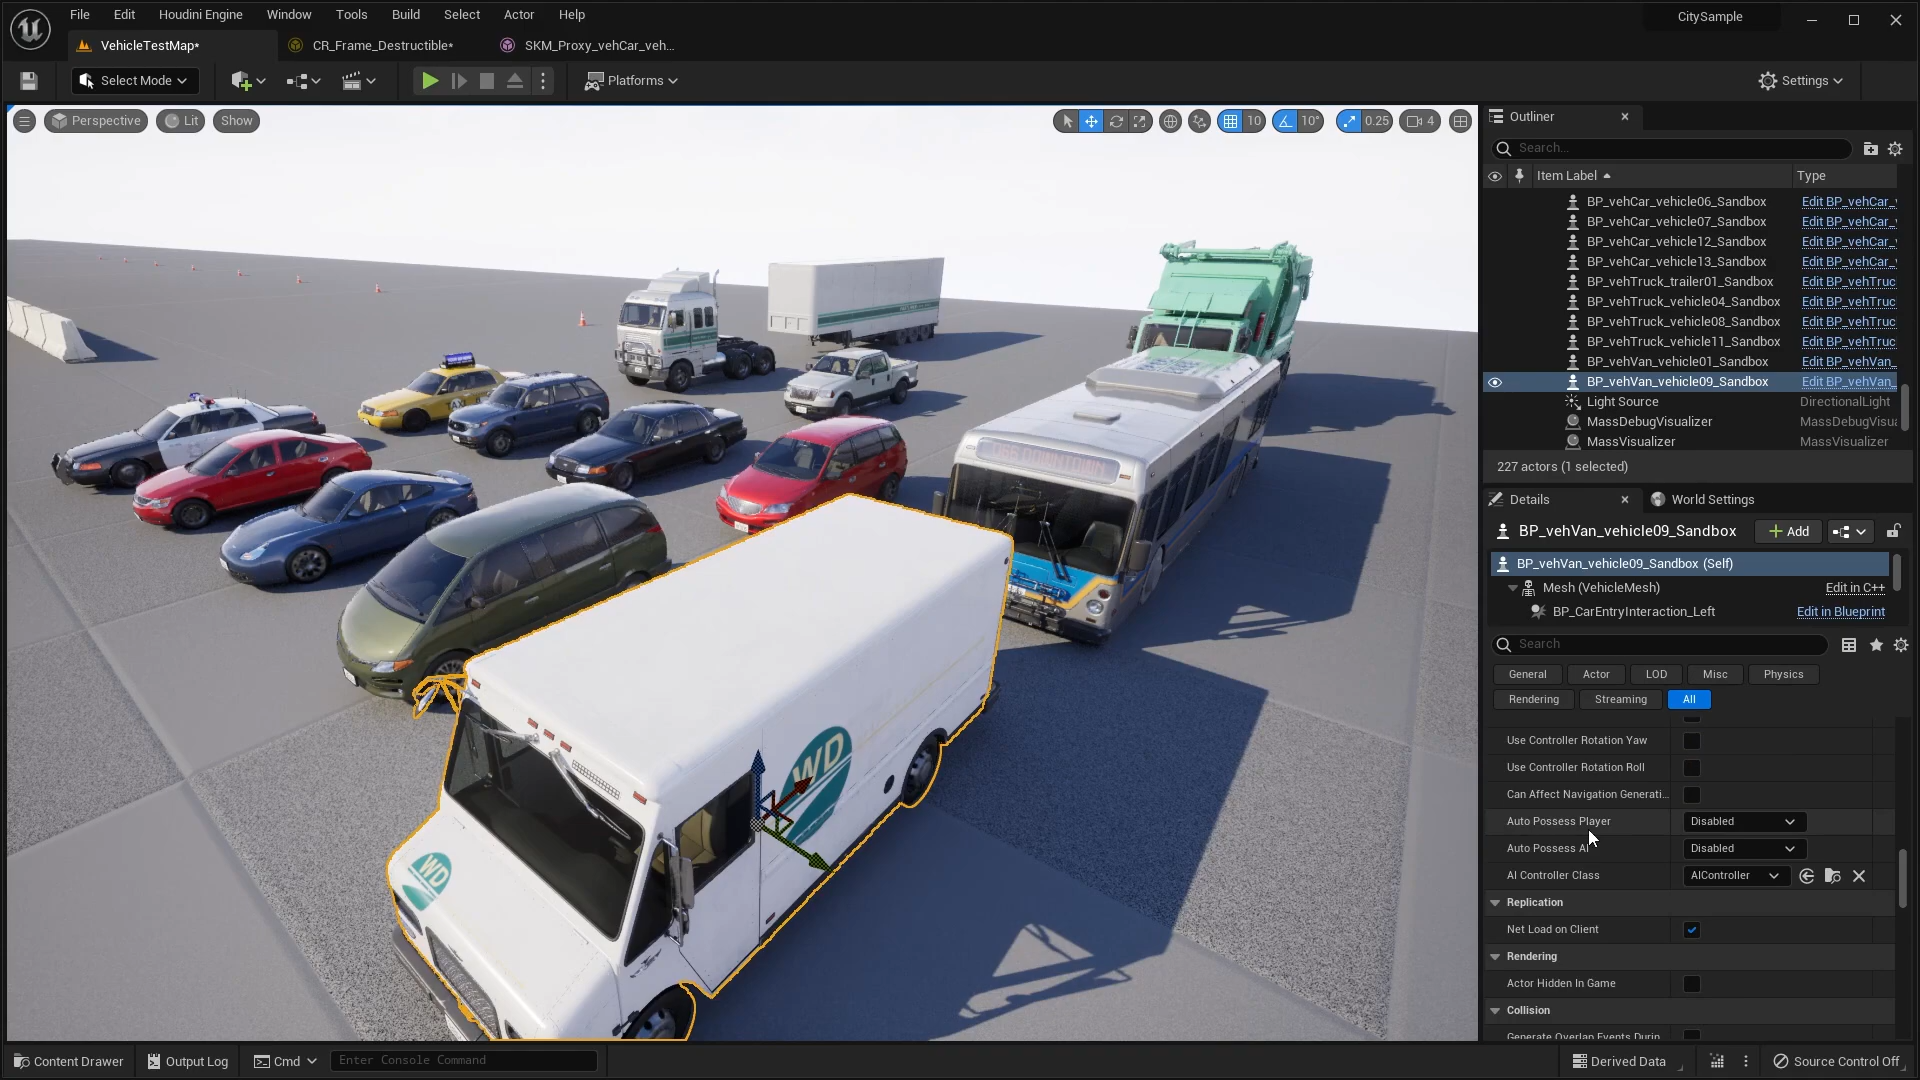 File Edit Houdini Engine Window Tools Build Select Actor Help
CitySample
VehicleTestMap* CR_Frame_Destructible* SKM_Proxy_vehCar_veh...
Select Mode Platforms Settings
Perspective Lit Show 10 10° 0.25 4
Outliner
Search...
Item Label Type
BP_vehCar_vehicle06_Sandbox Edit BP_vehCar_
BP_vehCar_vehicle07_Sandbox Edit BP_vehCar_
BP_vehCar_vehicle12_Sandbox Edit BP_vehCar_
BP_vehCar_vehicle13_Sandbox Edit BP_vehCar_
BP_vehTruck_trailer01_Sandbox Edit BP_vehTruc
BP_vehTruck_vehicle04_Sandbox Edit BP_vehTruc
BP_vehTruck_vehicle08_Sandbox Edit BP_vehTruc
BP_vehTruck_vehicle11_Sandbox Edit BP_vehTruc
BP_vehVan_vehicle01_Sandbox Edit BP_vehVan_
BP_vehVan_vehicle09_Sandbox Edit BP_vehVan_
Light Source DirectionalLight
MassDebugVisualizer MassDebugVisua
MassVisualizer MassVisualizer
227 actors (1 selected)
Details World Settings
BP_vehVan_vehicle09_Sandbox Add
BP_vehVan_vehicle09_Sandbox (Self)
Mesh (VehicleMesh) Edit in C++
BP_CarEntryInteraction_Left Edit in Blueprint
Search
General Actor LOD Misc Physics
Rendering Streaming All
Use Controller Rotation Yaw
Use Controller Rotation Roll
Can Affect Navigation Generati...
Auto Possess Player Disabled
Auto Possess AI Disabled
AI Controller Class AIController
Replication
Net Load on Client
Rendering
Actor Hidden In Game
Collision
Generate Overlap Events Durin
TAXI
DOWNTOWN
WD
WD
Content Drawer Output Log Cmd Enter Console Command Derived Data Source Control Off